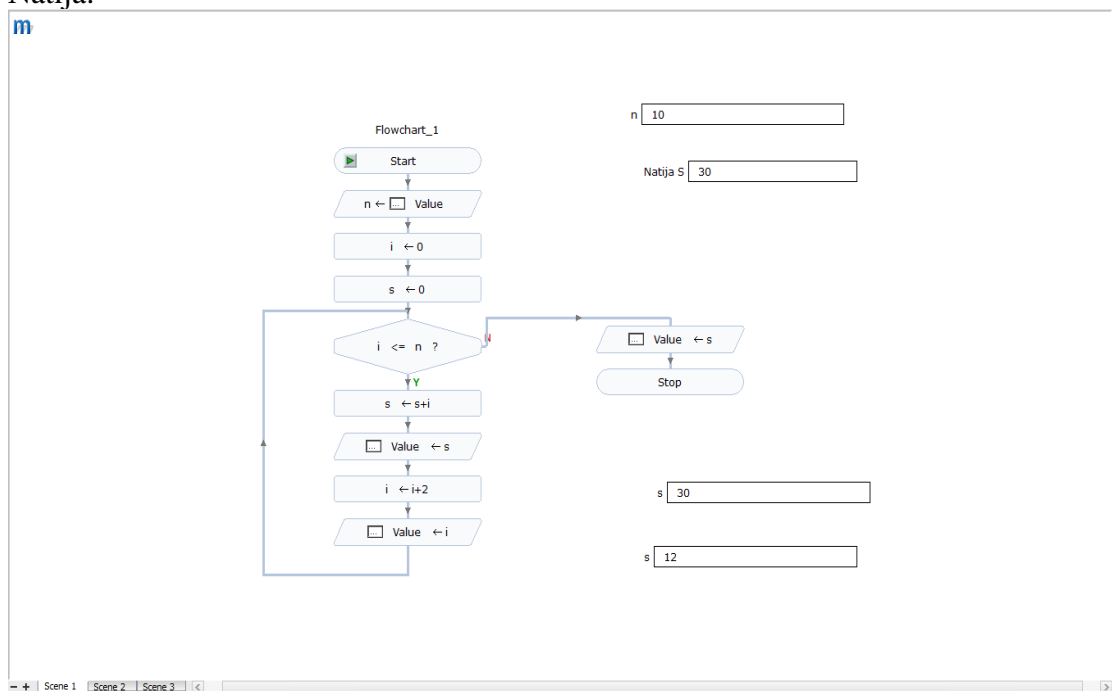 Natija:
m
Flowchart_1
Start
n ← ... Value
i ← 0
s ← 0
i <= n ?
N
Y
s ← s+i
... Value ← s
i ← i+2
... Value ← i
... Value ← s
Stop
n 10
Natija S 30
s 30
s 12
− + Scene 1 Scene 2 Scene 3 < >